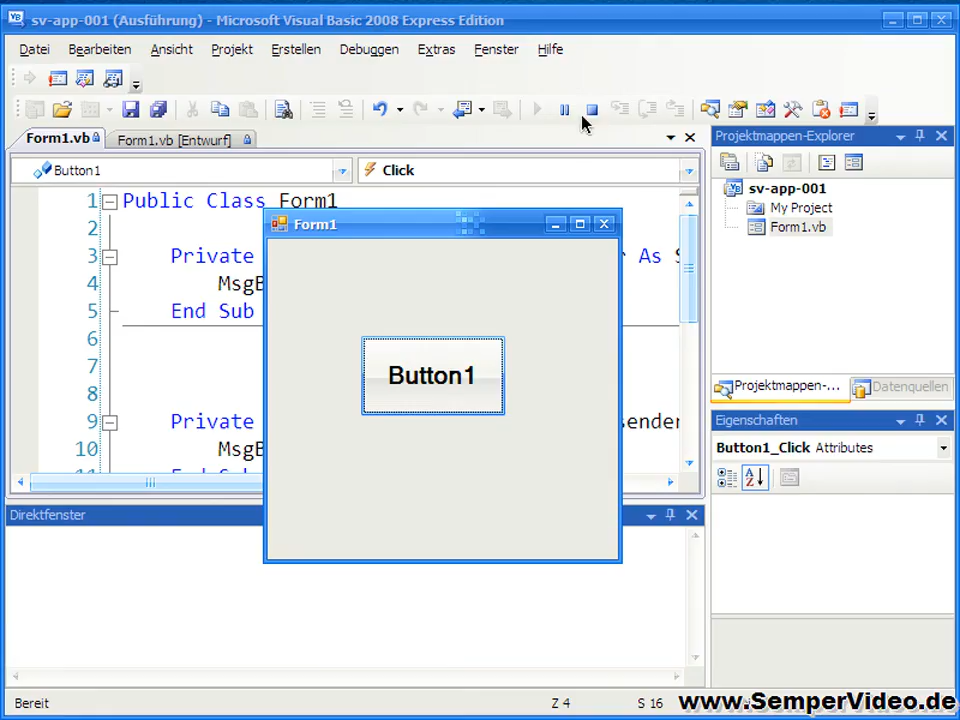 sv-app-001 (Ausführung) - Microsoft Visual Basic 2008 Express Edition
Datei Bearbeiten Ansicht Projekt Erstellen Debuggen Extras Fenster Hilfe
Form1.vb Form1.vb [Entwurf]
Button1 Click
1 Public Class Form1
2
3 Private r As S
4 MsgB
5 End Sub
6
7
8
9 Private sender
10 MsgB
11 End Sub
Form1
Button1
Projektmappen-Explorer
sv-app-001
My Project
Form1.vb
Projektmappen-... Datenquellen
Eigenschaften
Button1_Click Attributes
Direktfenster
Bereit Z 4 S 16
www.SemperVideo.de